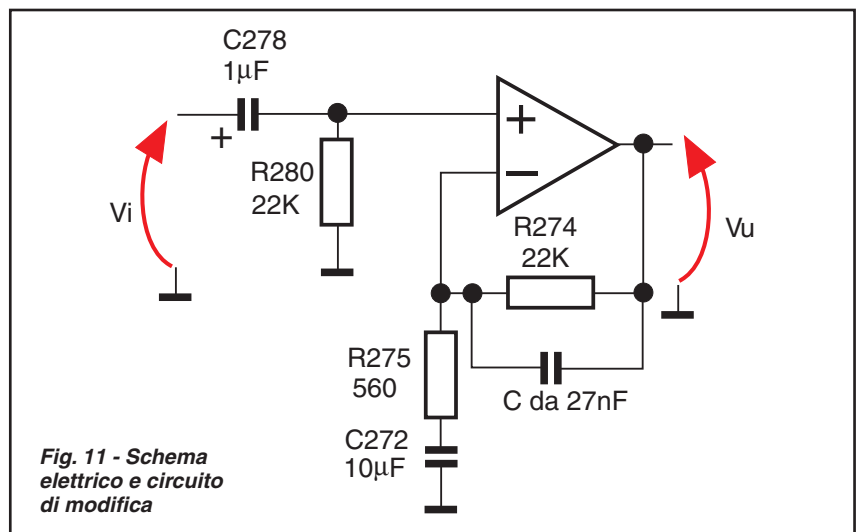 C278
1µF
+
R280
22K
Vi
+
−
R274
22K
Vu
R275
560
C da 27nF
C272
10µF
Fig. 11 - Schema
elettrico e circuito
di modifica